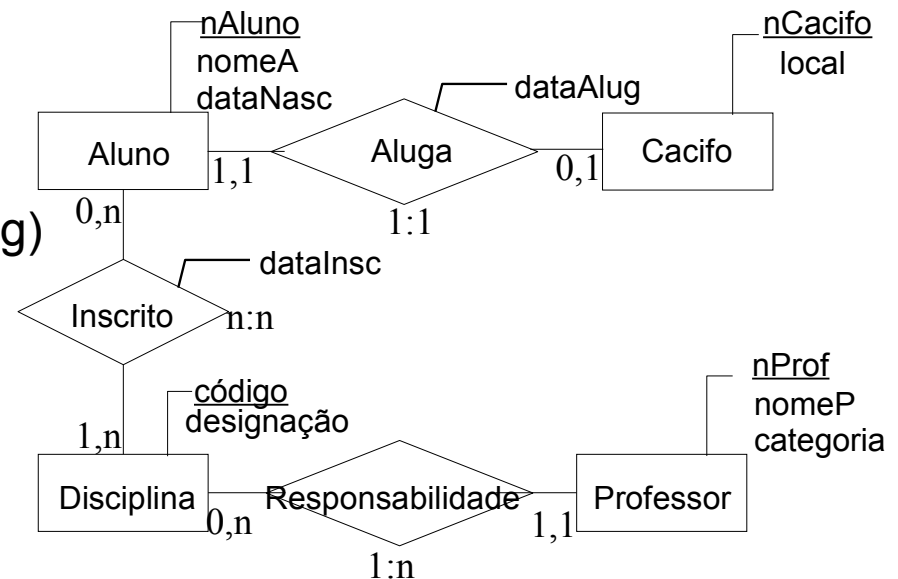 nAluno
nomeA
dataNasc
nCacifo
local
dataAlug
Aluno
1,1
Aluga
0,1
Cacifo
1:1
0,n
g)
dataInsc
Inscrito
n:n
1,n
código
designação
nProf
nomeP
categoria
Disciplina
0,n
Responsabilidade
1,1
Professor
1:n